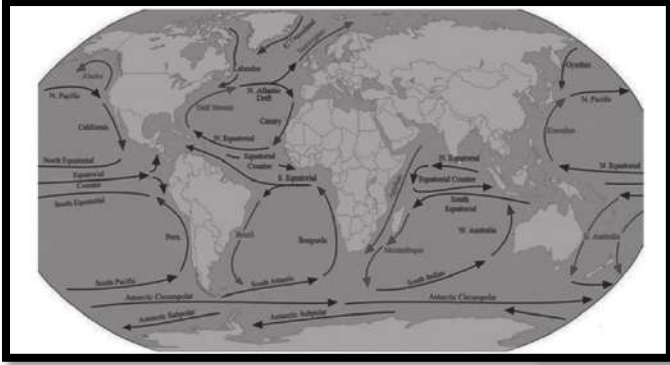 E. Greenland
Norwegian
Labrador
Alaska
Oyashio
N. Pacific
N. Atlantic
Drift
N. Pacific
Gulf Stream
California
Canary
Kuroshio
N. Equatorial
North Equatorial
Equatorial
Counter
N. Equatorial
N. Equatorial
Equatorial
Counter
Equatorial Counter
S. Equatorial
South Equatorial
South
Equatorial
Peru
Brazil
Benguela
W. Australia
E. Australia
Mozambique
South Pacific
South Atlantic
South Indian
Antarctic Circumpolar
Antarctic Circumpolar
Antarctic Subpolar
Antarctic Subpolar